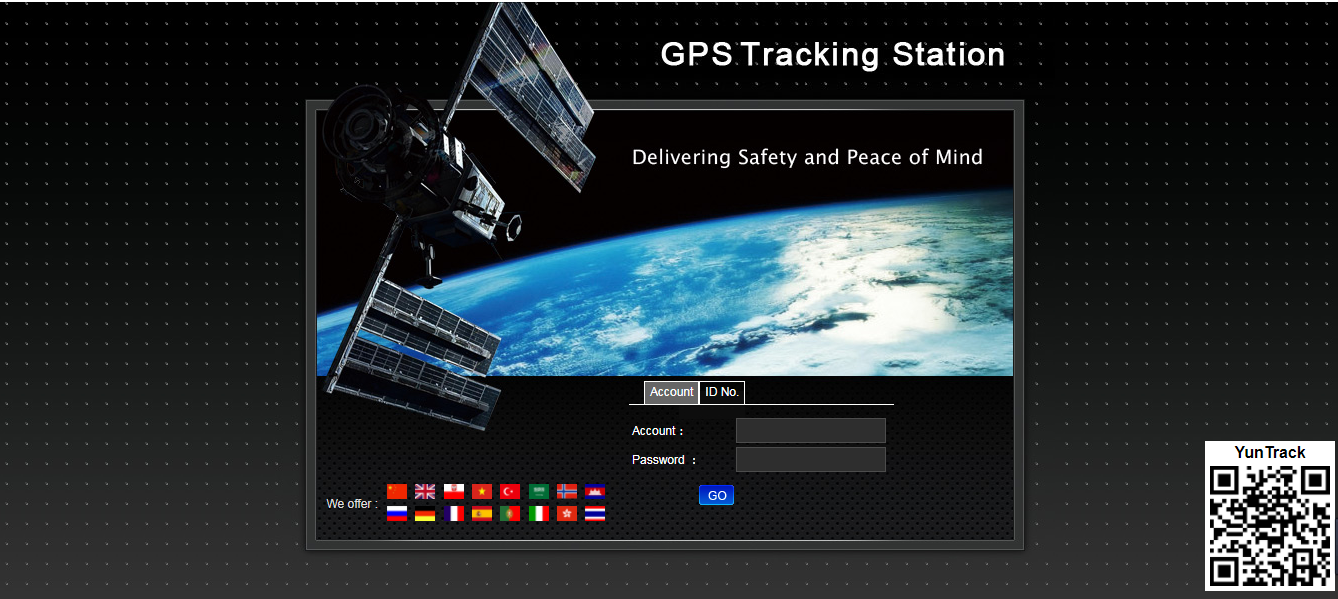 GPS Tracking Station
Delivering Safety and Peace of Mind
Account ID No.
Account :
Password :
GO
We offer :
YunTrack